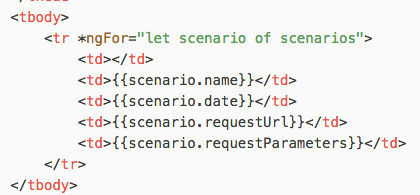 <tbody>
    <tr *ngFor="let scenario of scenarios">
        <td></td>
        <td>{{scenario.name}}</td>
        <td>{{scenario.date}}</td>
        <td>{{scenario.requestUrl}}</td>
        <td>{{scenario.requestParameters}}</td>
    </tr>
</tbody>